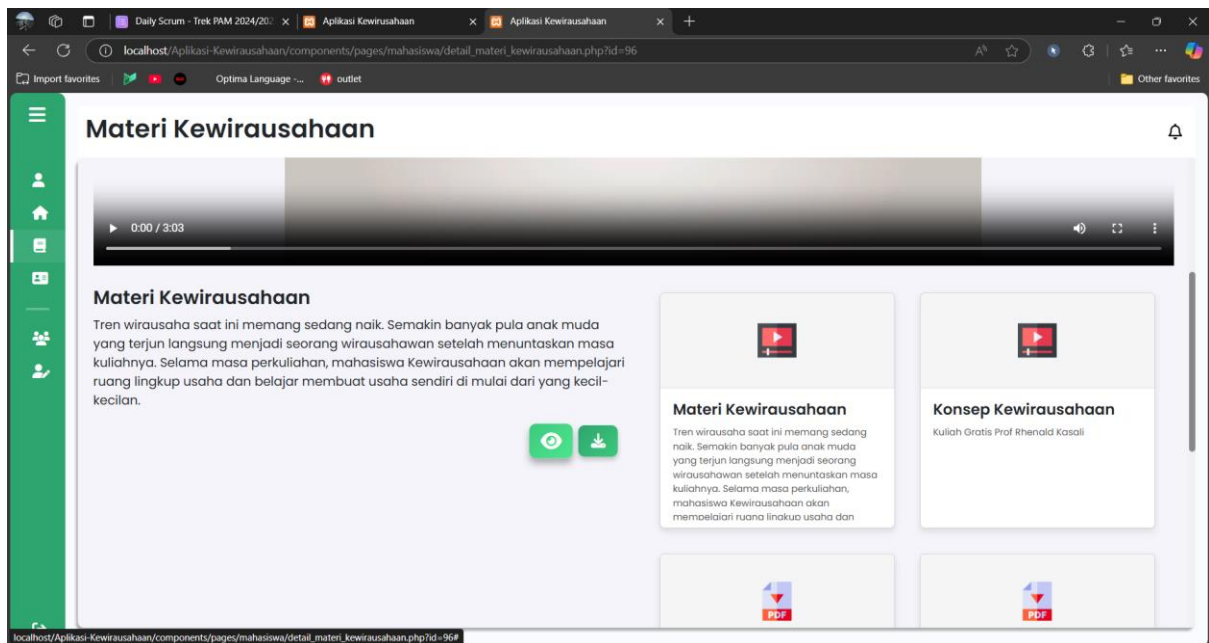 Daily Scrum - Trek PAM 2024/202
Aplikasi Kewirusahaan
Aplikasi Kewirausahaan
localhost/Aplikasi-Kewirausahaan/components/pages/mahasiswa/detail_materi_kewirausahaan.php?id=96
Import favorites
Optima Language -...
outlet
Other favorites
Materi Kewirausahaan
0:00 / 3:03
Materi Kewirausahaan
Tren wirausaha saat ini memang sedang naik. Semakin banyak pula anak muda
yang terjun langsung menjadi seorang wirausahawan setelah menuntaskan masa
kuliahnya. Selama masa perkuliahan, mahasiswa Kewirausahaan akan mempelajari
ruang lingkup usaha dan belajar membuat usaha sendiri di mulai dari yang kecil-
kecilan.
Materi Kewirausahaan
Tren wirausaha saat ini memang sedang
naik. Semakin banyak pula anak muda
yang terjun langsung menjadi seorang
wirausahawan setelah menuntaskan masa
kuliahnya. Selama masa perkuliahan,
mahasiswa Kewirausahaan akan
mempelajari ruang lingkup usaha dan
Konsep Kewirausahaan
Kuliah Gratis Prof Rhenald Kasali
PDF
PDF
localhost/Aplikasi-Kewirausahaan/components/pages/mahasiswa/detail_materi_kewirausahaan.php?id=96#